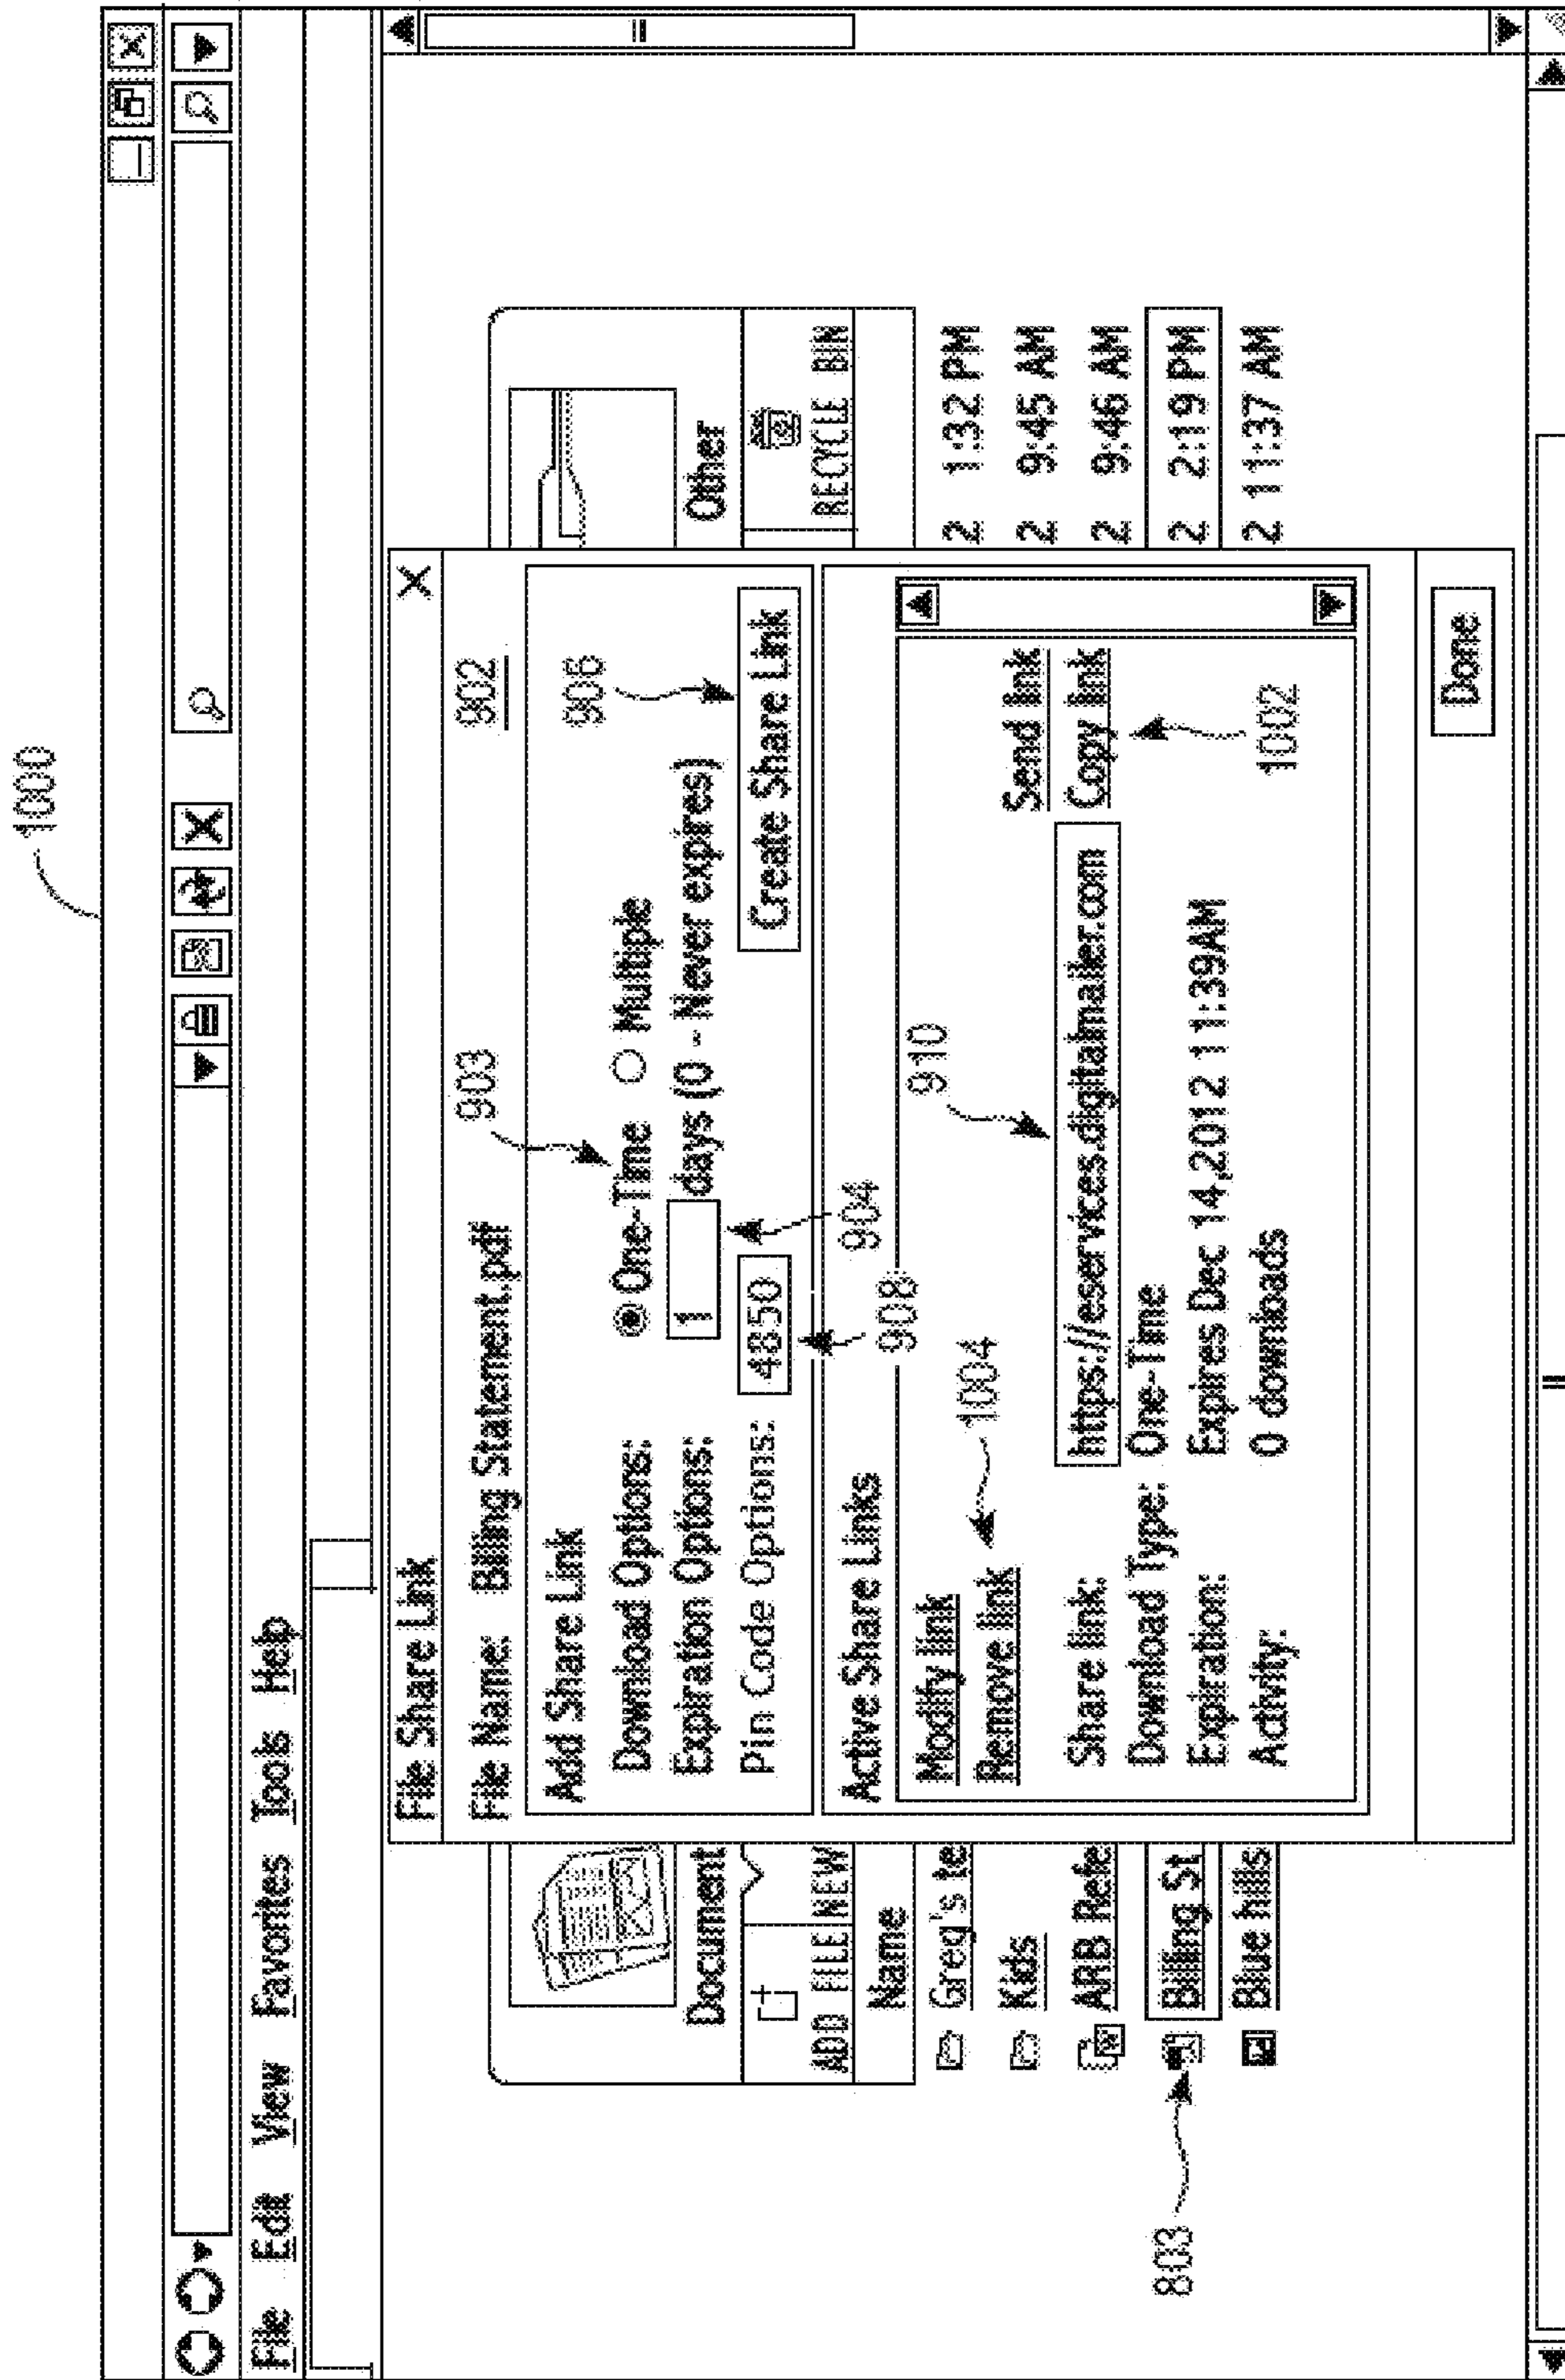 1000
File Edit View Favorites Tools Help
File Share Link X
File Name: Billing Statement.pdf 902
Add Share Link 903 906
Download Options: One-Time Multiple
Expiration Options: 1 days (0 - Never expires)
Pin Code Options: 4850 Create Share Link
904
908
Active Share Links
Modify link 1004 910
Remove link
Send link
Share link: https://eservices.digitalmailer.com Copy link
Download Type: One-Time
Expiration: Expires Dec 14,2012 11:39AM
Activity: 0 downloads
1002
Done
Document Other
ADD FILE NEW RECYCLE BIN
Name
Greg's te 2 1:32 PM
Kids 2 9:45 AM
ARB Refe 2 9:46 AM
803 Billing St 2 2:19 PM
Blue hills 2 11:37 AM